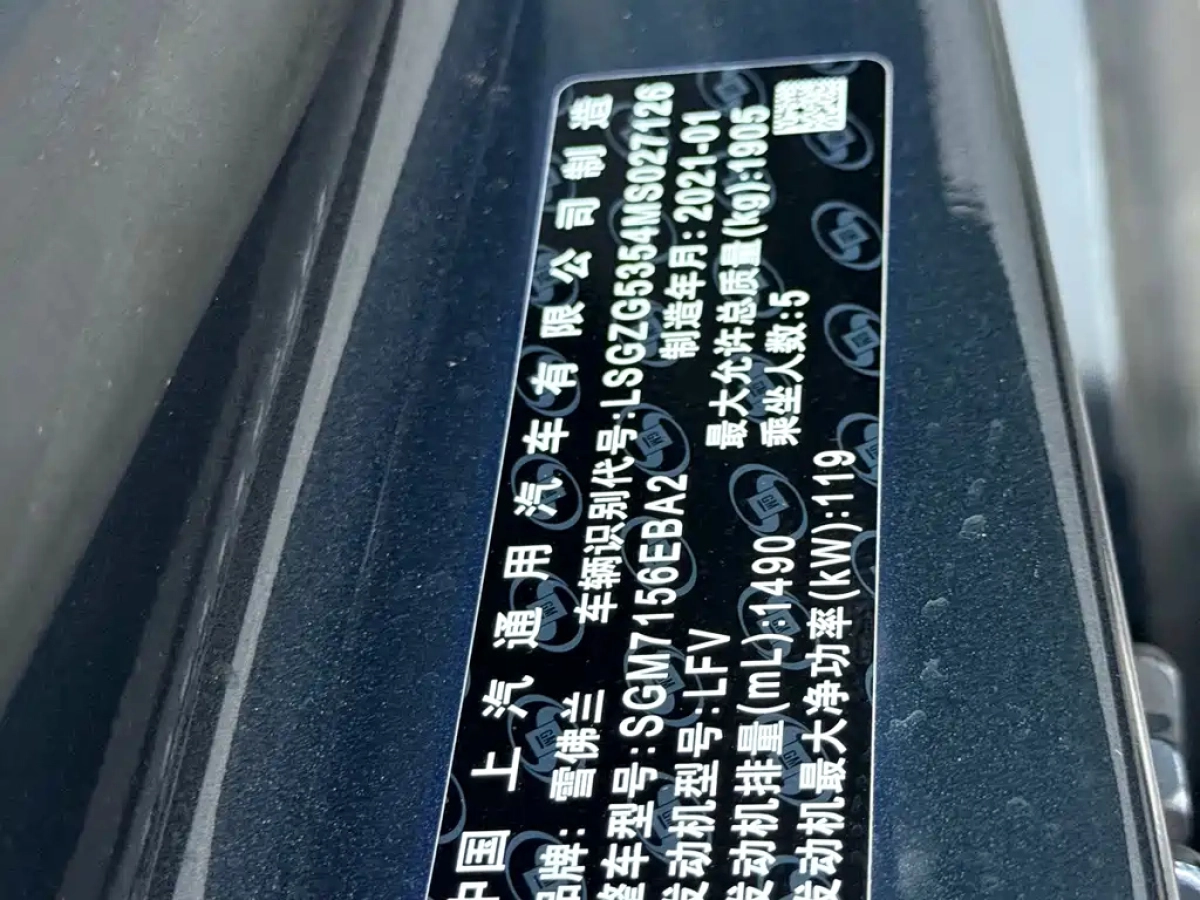 中国上汽通用汽车有限公司制造
品牌: 雪佛兰 车辆识别代号:LSGZG5354MS0277126
整车型号:SGM7156EBA2 制造年月: 2021-01
发动机型号:LFV 最大允许总质量(kg):1905
发动机排量(mL):1490 乘坐人数:5
发动机最大净功率(kW):119